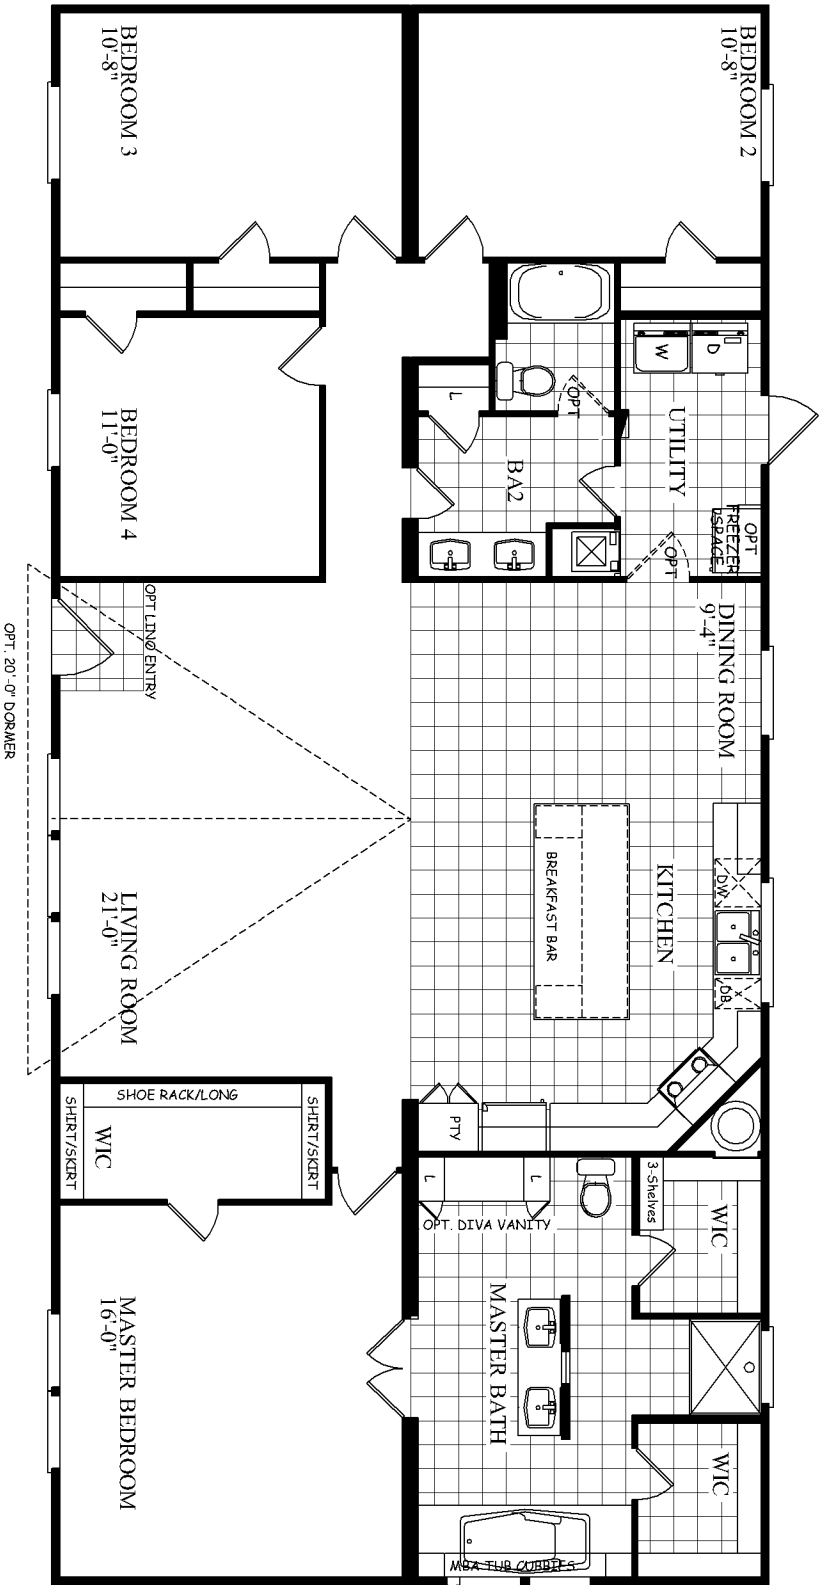 BEDROOM 3
10'-8"
BEDROOM 2
10'-8"
W
D
L
OPT
UTILITY
BEDROOM 4
11'-0"
BA2
OPT
FREEZER
DSPACE
OPT
OPT LINO ENTRY
OPT. 20'-0" DORMER
DINING ROOM
9'-4"
BREAKFAST BAR
KITCHEN
DW
LIVING ROOM
21'-0"
DB
SHOE RACK/LONG
SHIRT/SKIRT
WIC
SHIRT/SKIRT
PTY
L
L
OPT. DIVA VANITY
3-Shelves
WIC
MASTER BEDROOM
16'-0"
MASTER BATH
WIC
MBA TUB CUBBIES